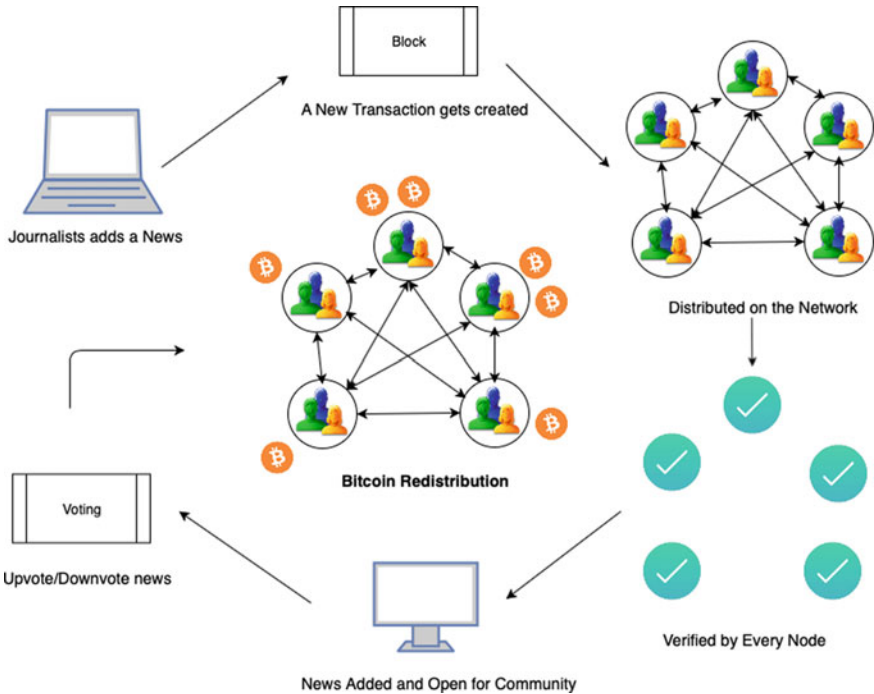 Block
A New Transaction gets created
Journalists adds a News
Distributed on the Network
Bitcoin Redistribution
Voting
Upvote/Downvote news
Verified by Every Node
News Added and Open for Community